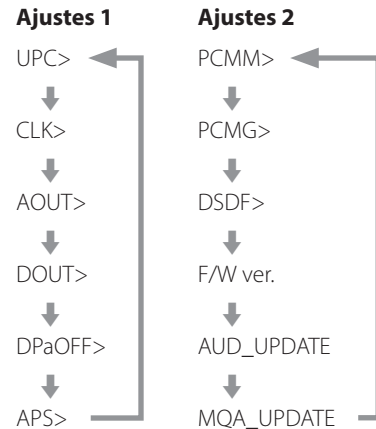 Ajustes 1
UPC>
CLK>
AOUT>
DOUT>
DPaOFF>
APS>
Ajustes 2
PCMM>
PCMG>
DSDF>
F/W ver.
AUD_UPDATE
MQA_UPDATE